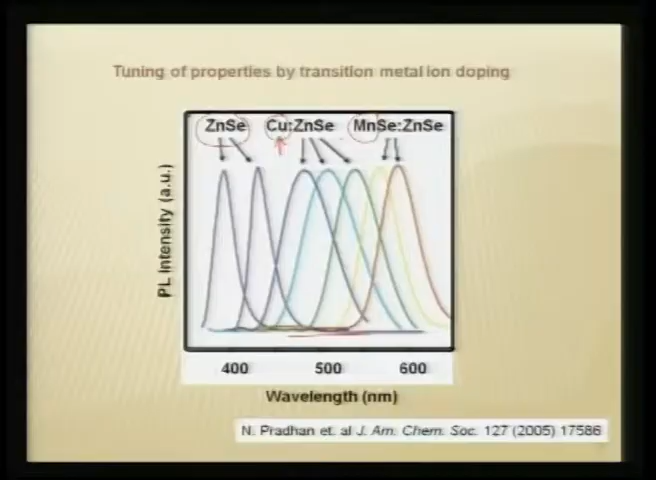 Tuning of properties by transition metal ion doping
ZnSe Cu:ZnSe MnSe:ZnSe
PL Intensity (a.u.)
400 500 600
Wavelength (nm)
N. Pradhan et. al J. Am. Chem. Soc. 127 (2005) 17586